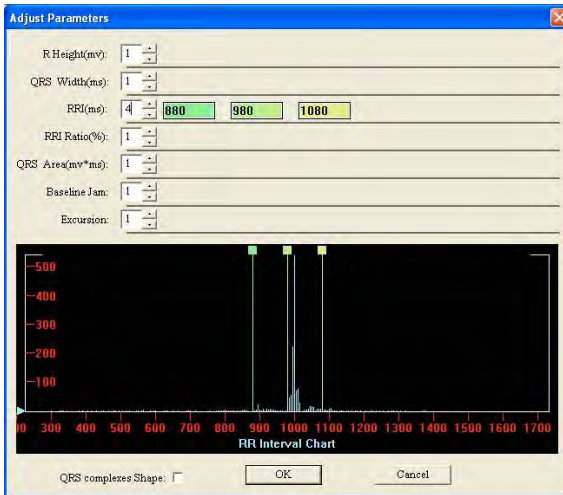 Adjust Parameters
R Height(mv): 1
QRS Width(ms): 1
RRI(ms): 4 880 980 1080
RRI Ratio(%): 1
QRS Area(mv*ms): 1
Baseline Jam: 1
Excursion: 1
500
400
300
200
100
00 300 400 500 600 700 800 900 1000 1100 1200 1300 1400 1500 1600 1700
RR Interval Chart
QRS complexes Shape: OK Cancel